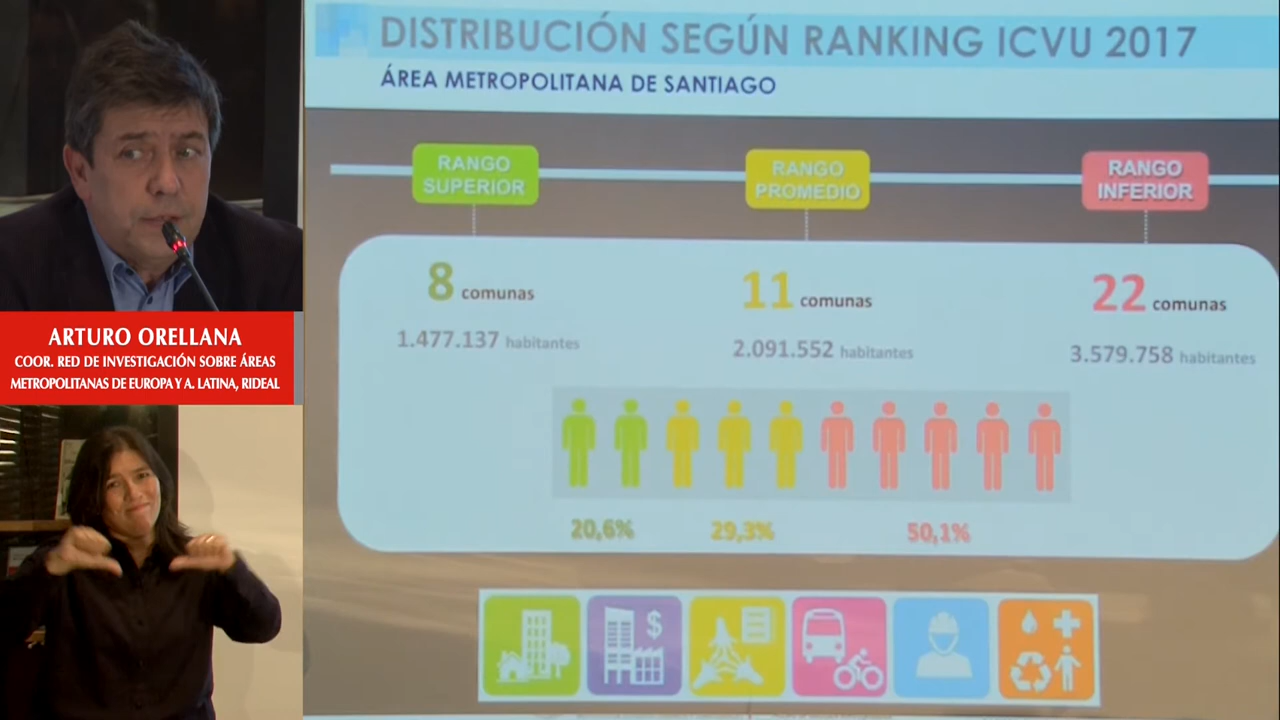 DISTRIBUCIÓN SEGÚN RANKING ICVU 2017
ÁREA METROPOLITANA DE SANTIAGO
RANGO
SUPERIOR
RANGO
PROMEDIO
RANGO
INFERIOR
8 comunas
11 comunas
22 comunas
1.477.137 habitantes
2.091.552 habitantes
3.579.758 habitantes
20,6%
29,3%
50,1%
$
ARTURO ORELLANA
COOR. RED DE INVESTIGACIÓN SOBRE ÁREAS
METROPOLITANAS DE EUROPA Y A. LATINA, RIDEAL